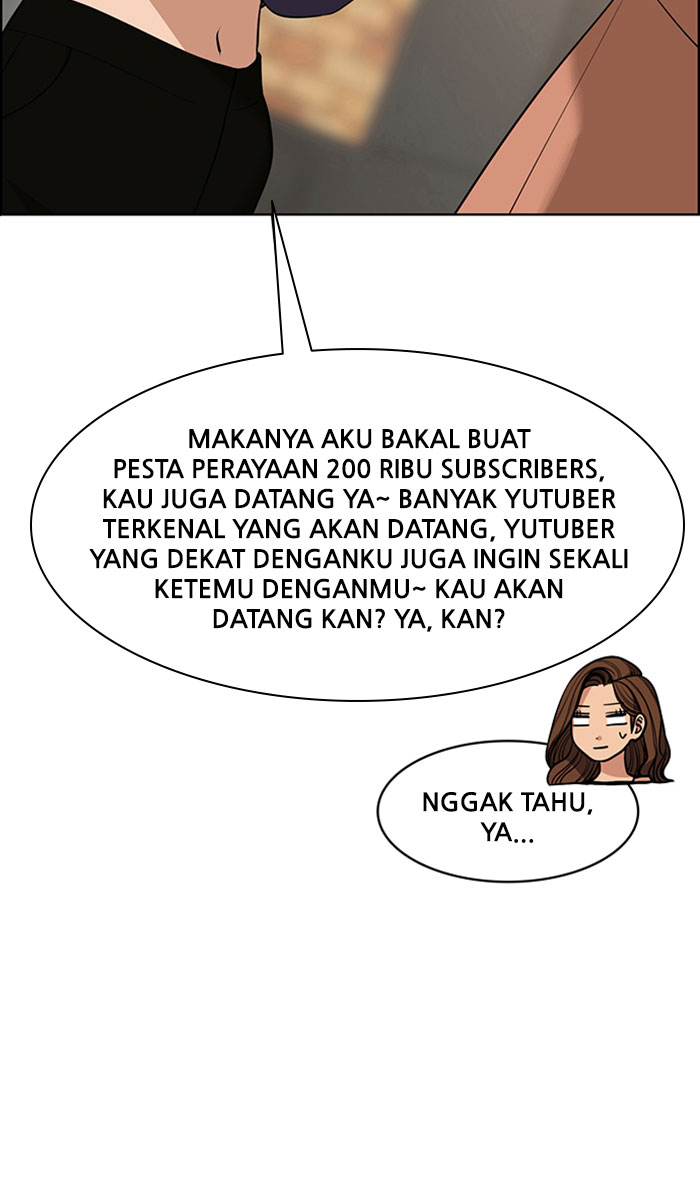 MAKANYA AKU BAKAL BUAT
PESTA PERAYAAN 200 RIBU SUBSCRIBERS,
KAU JUGA DATANG YA~ BANYAK YUTUBER
TERKENAL YANG AKAN DATANG, YUTUBER
YANG DEKAT DENGANKU JUGA INGIN SEKALI
KETEMU DENGANMU~ KAU AKAN
DATANG KAN? YA, KAN?
NGGAK TAHU,
YA...